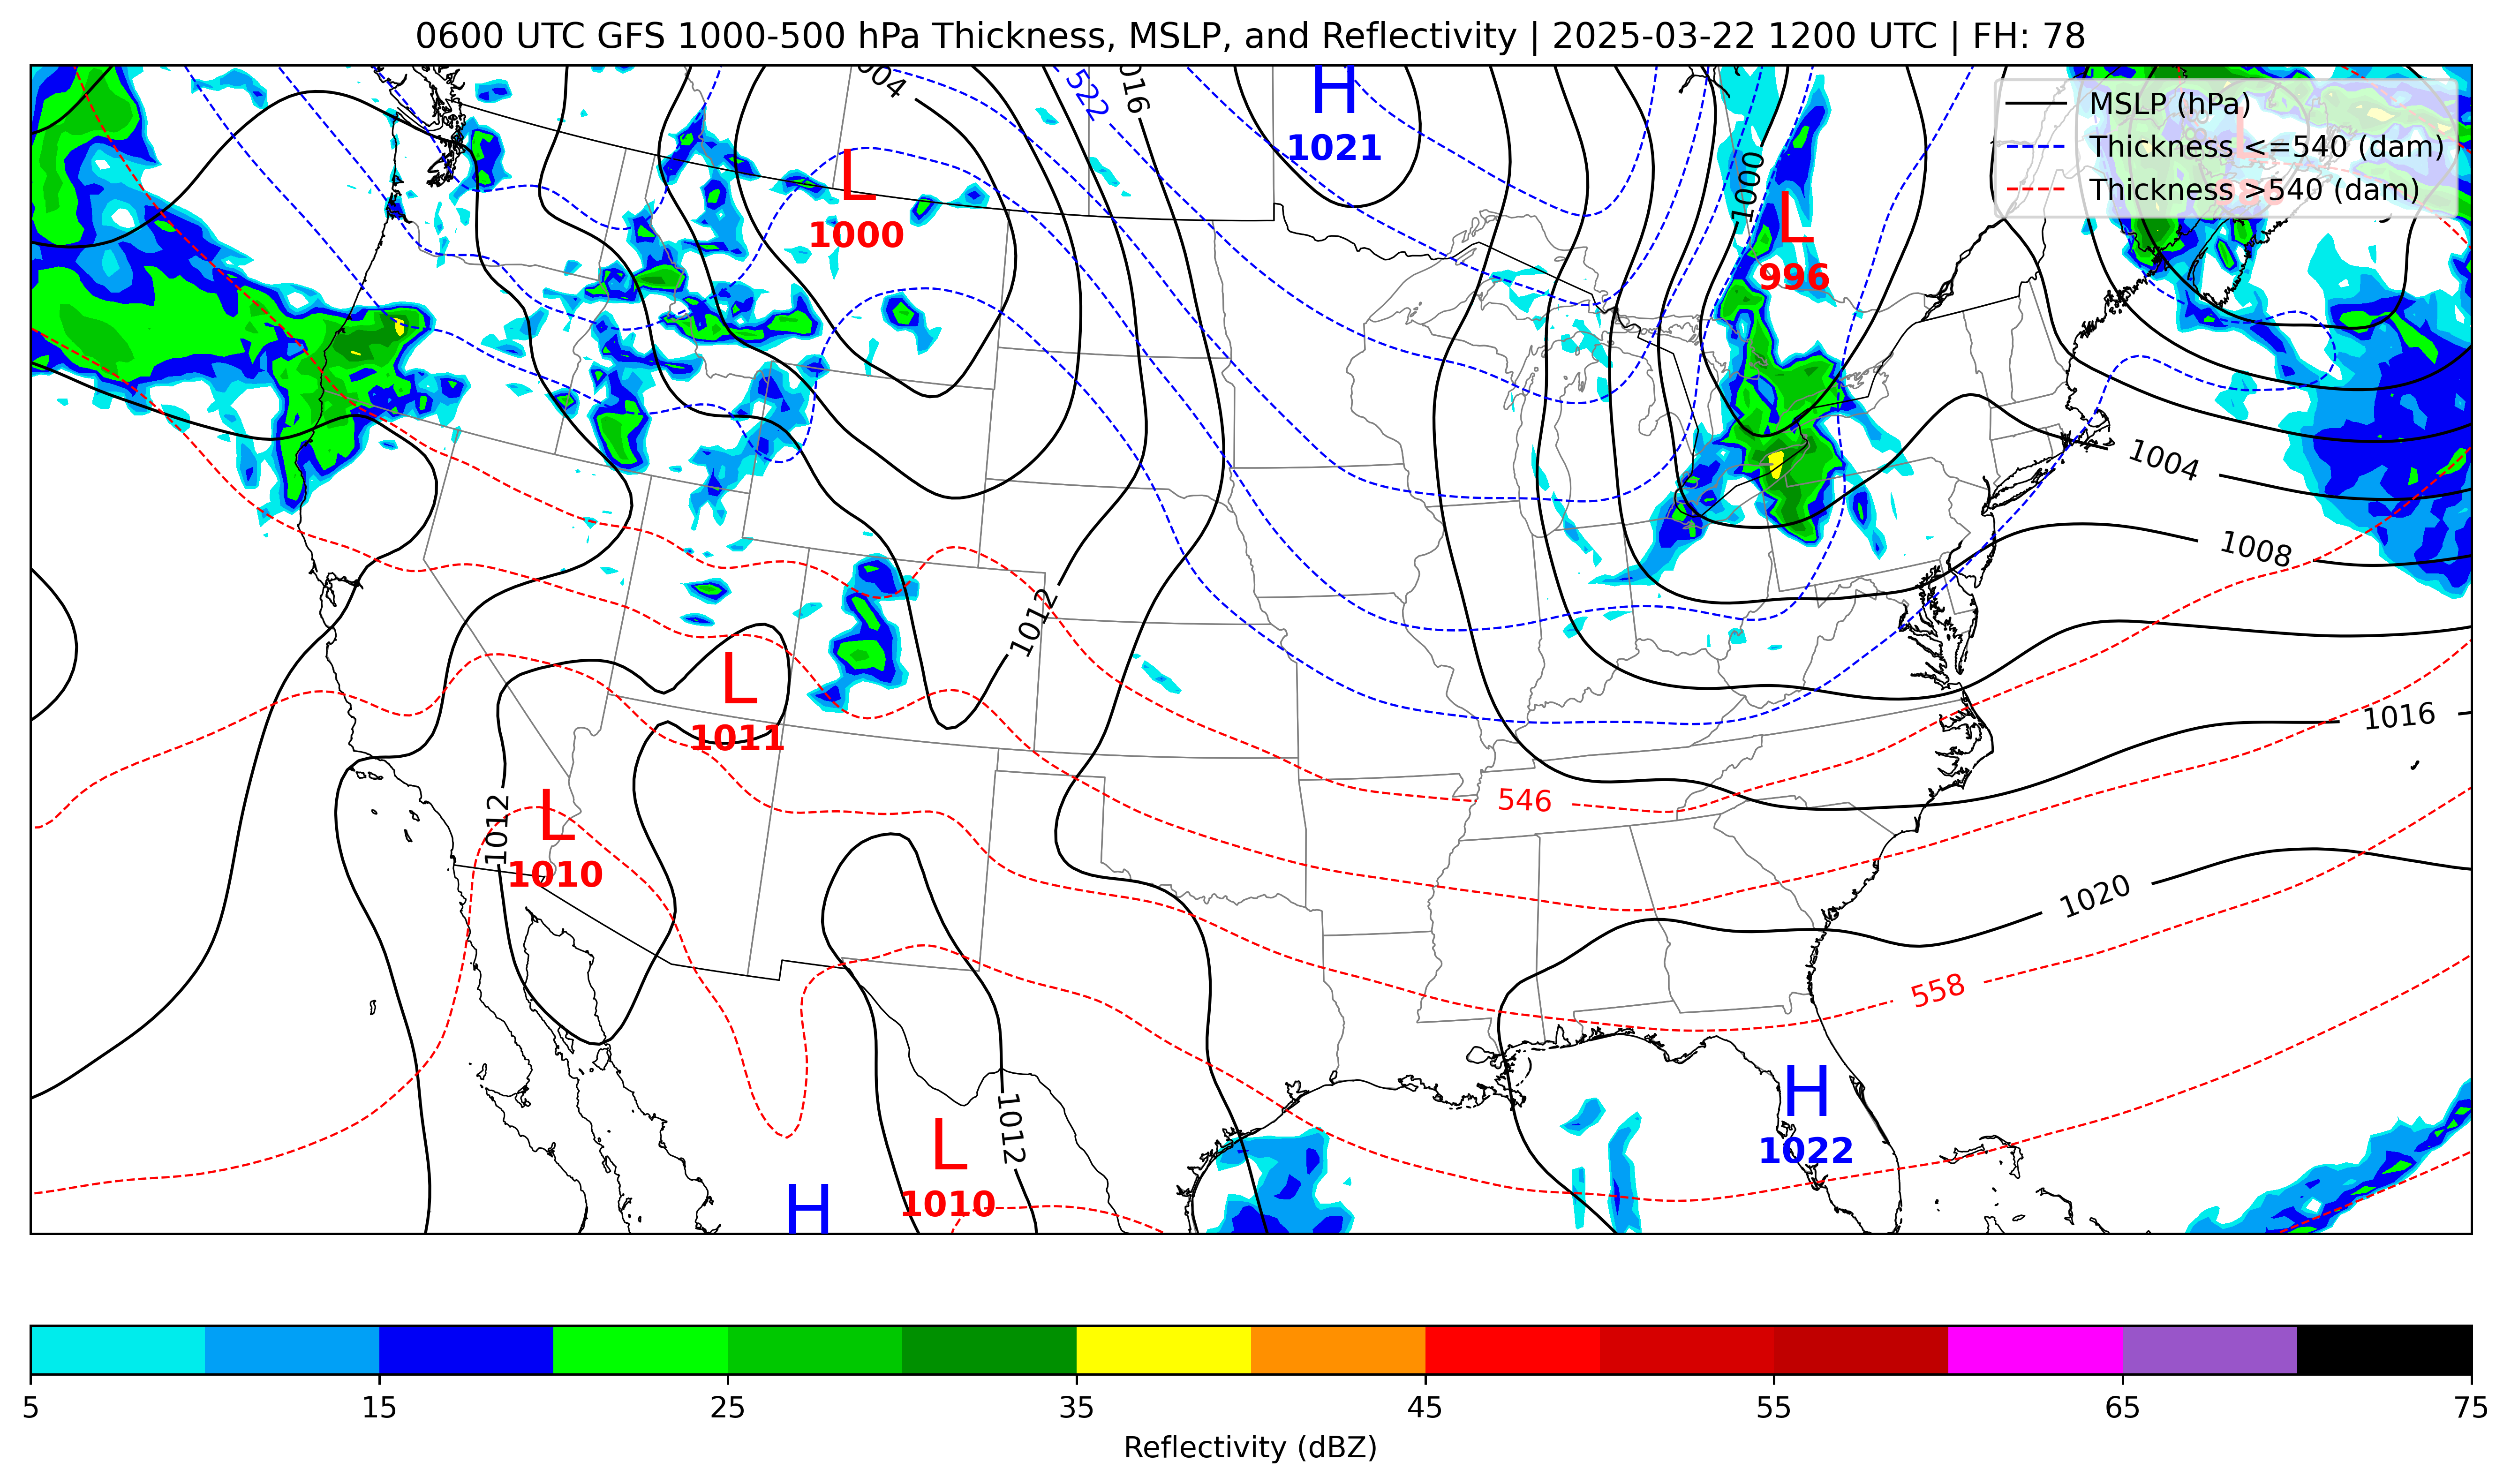 0600 UTC GFS 1000-500 hPa Thickness, MSLP, and Reflectivity | 2025-03-22 1200 UTC | FH: 78
MSLP (hPa)
Thickness <=540 (dam)
Thickness >540 (dam)
522
1016
H
1021
L
1000
1000
L
996
L
1004
1008
1012
L
1011
1016
546
L
1010
1012
1020
558
H
1022
L
1010
1012
H
5
15
25
35
45
55
65
75
Reflectivity (dBZ)